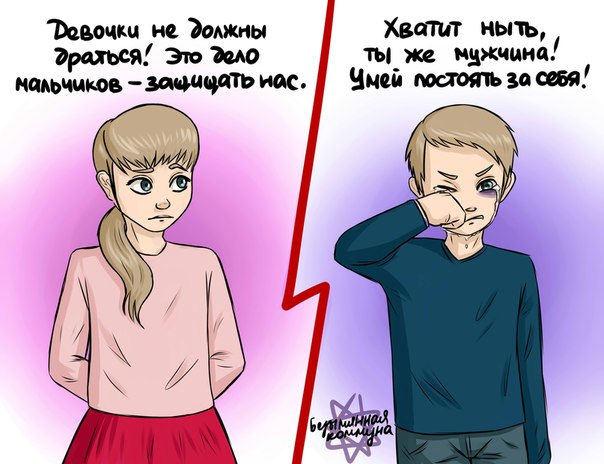 Девочки не должны
драться! Это дело
мальчиков – защищать нас.
Хватит ныть,
ты же мужчина!
Умей постоять за себя!
Безымянная
коммуна